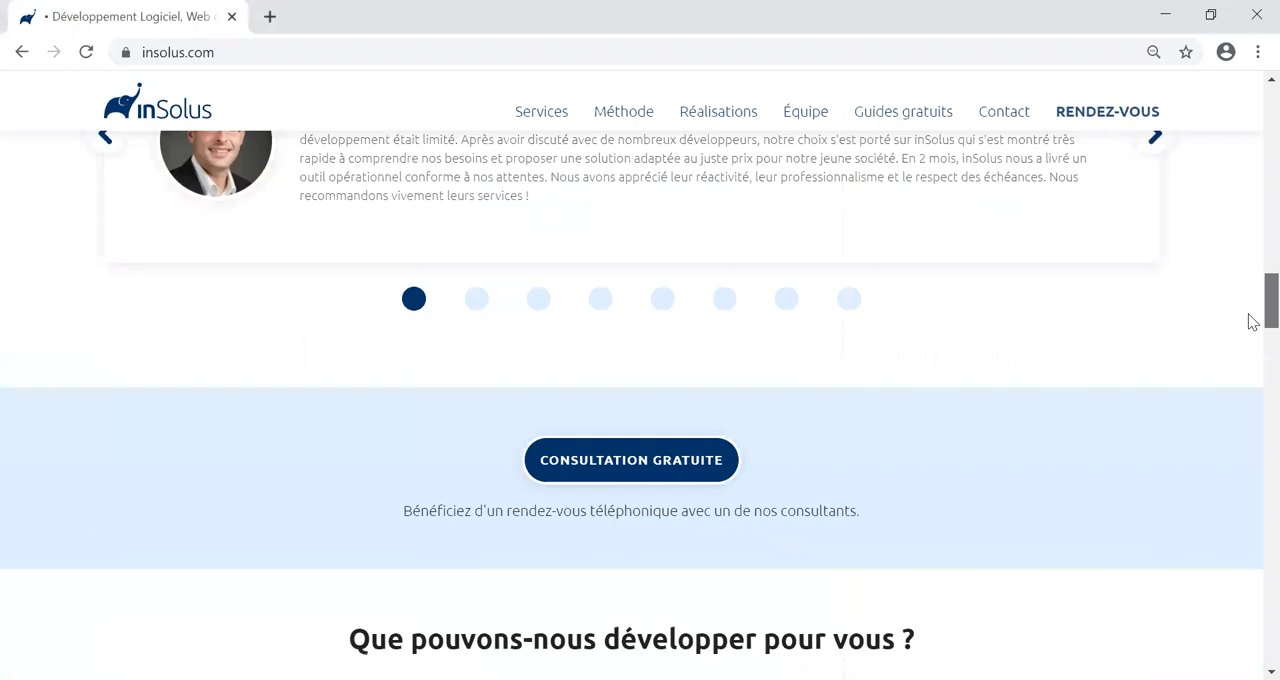 • Développement Logiciel, Web
insolus.com
inSolus
Services
Méthode
Réalisations
Équipe
Guides gratuits
Contact
RENDEZ-VOUS
développement était limité. Après avoir discuté avec de nombreux développeurs, notre choix s'est porté sur inSolus qui s'est montré très
rapide à comprendre nos besoins et proposer une solution adaptée au juste prix pour notre jeune société. En 2 mois, inSolus nous a livré un
outil opérationnel conforme à nos attentes. Nous avons apprécié leur réactivité, leur professionnalisme et le respect des échéances. Nous
recommandons vivement leurs services !
CONSULTATION GRATUITE
Bénéficiez d'un rendez-vous téléphonique avec un de nos consultants.
Que pouvons-nous développer pour vous ?